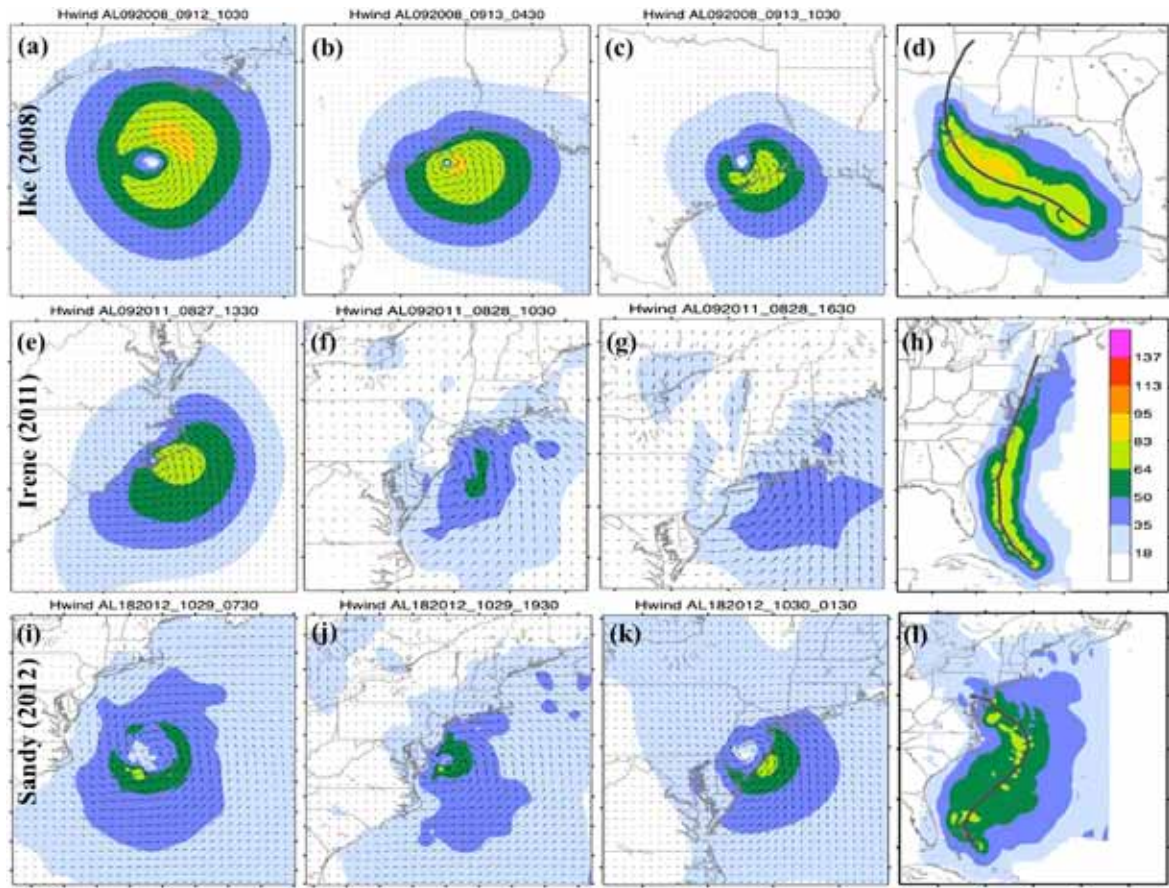 Hwind AL092008_0912_1030
Hwind AL092008_0913_0430
Hwind AL092008_0913_1030
(a)
(b)
(c)
(d)
Ike (2008)
Hwind AL092011_0827_1330
Hwind AL092011_0828_1030
Hwind AL092011_0828_1630
(e)
(f)
(g)
(h)
Irene (2011)
137
113
95
83
64
50
35
18
Hwind AL182012_1029_0730
Hwind AL182012_1029_1930
Hwind AL182012_1030_0130
(i)
(j)
(k)
(l)
Sandy (2012)